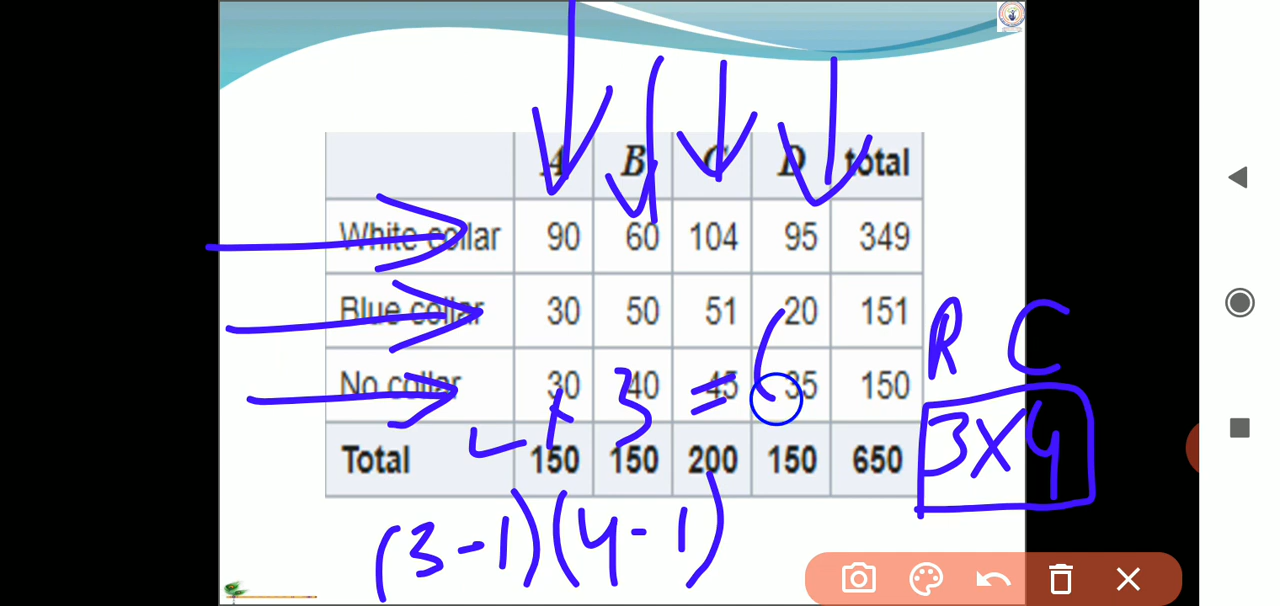 A B C D total
White collar 90 60 104 95 349
Blue collar 30 50 51 20 151
R C
No collar 30 40 45 35 150
3X4
2 × 3 = 6
Total 150 150 200 150 650
(3-1)(4-1)